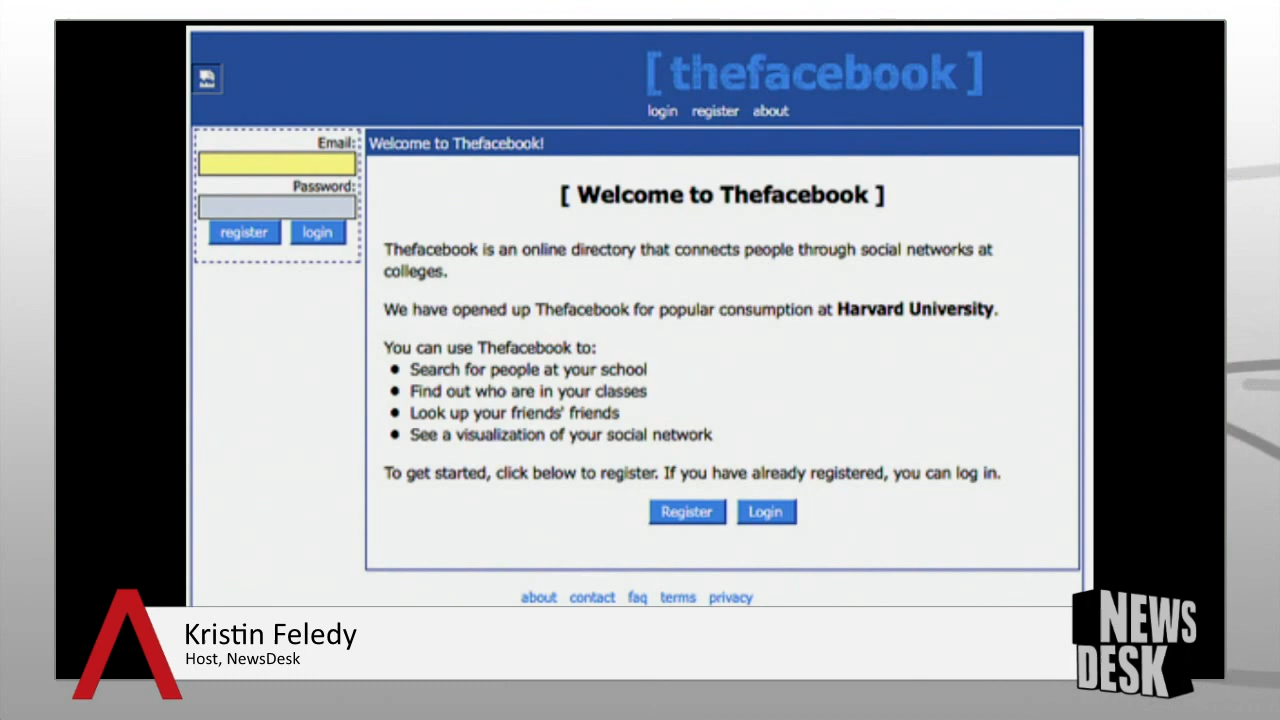 [ thefacebook ]
login register about
Email:
Password:
register login
Welcome to Thefacebook!
[ Welcome to Thefacebook ]
Thefacebook is an online directory that connects people through social networks at
colleges.
We have opened up Thefacebook for popular consumption at Harvard University.
You can use Thefacebook to:
● Search for people at your school
● Find out who are in your classes
● Look up your friends' friends
● See a visualization of your social network
To get started, click below to register. If you have already registered, you can log in.
Register Login
about contact faq terms privacy
Kristin Feledy
Host, NewsDesk
NEWS
DESK